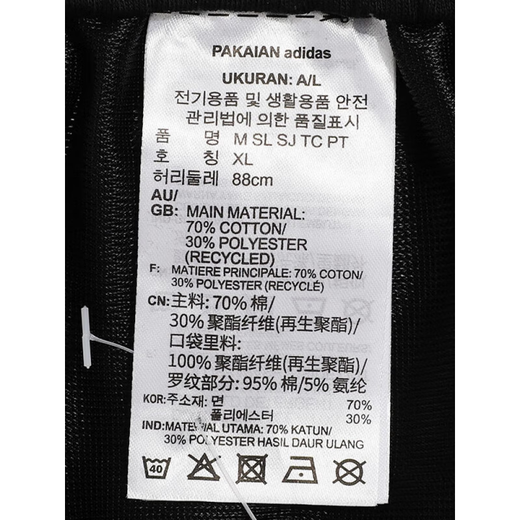 PAKAIAN adidas
UKURAN: A/L
전기용품 및 생활용품 안전
관리법에 의한 품질표시
품 명 M SL SJ TC PT
호 칭 XL
허리둘레 88cm
AU/
GB: MAIN MATERIAL:
70% COTTON/
30% POLYESTER
(RECYCLED)
F: MATIERE PRINCIPALE: 70% COTON/
30% POLYESTER (RECYCLÉ)
CN: 主料: 70% 棉/
30% 聚酯纤维(再生聚酯)/
口袋里料:
100% 聚酯纤维(再生聚酯)/
罗纹部分: 95% 棉/5% 氨纶
KOR: 주소재: 면 70%
폴리에스터 30%
IND: MATERIAL UTAMA: 70% KATUN/
30% POLYESTER HASIL DAUR ULANG
40